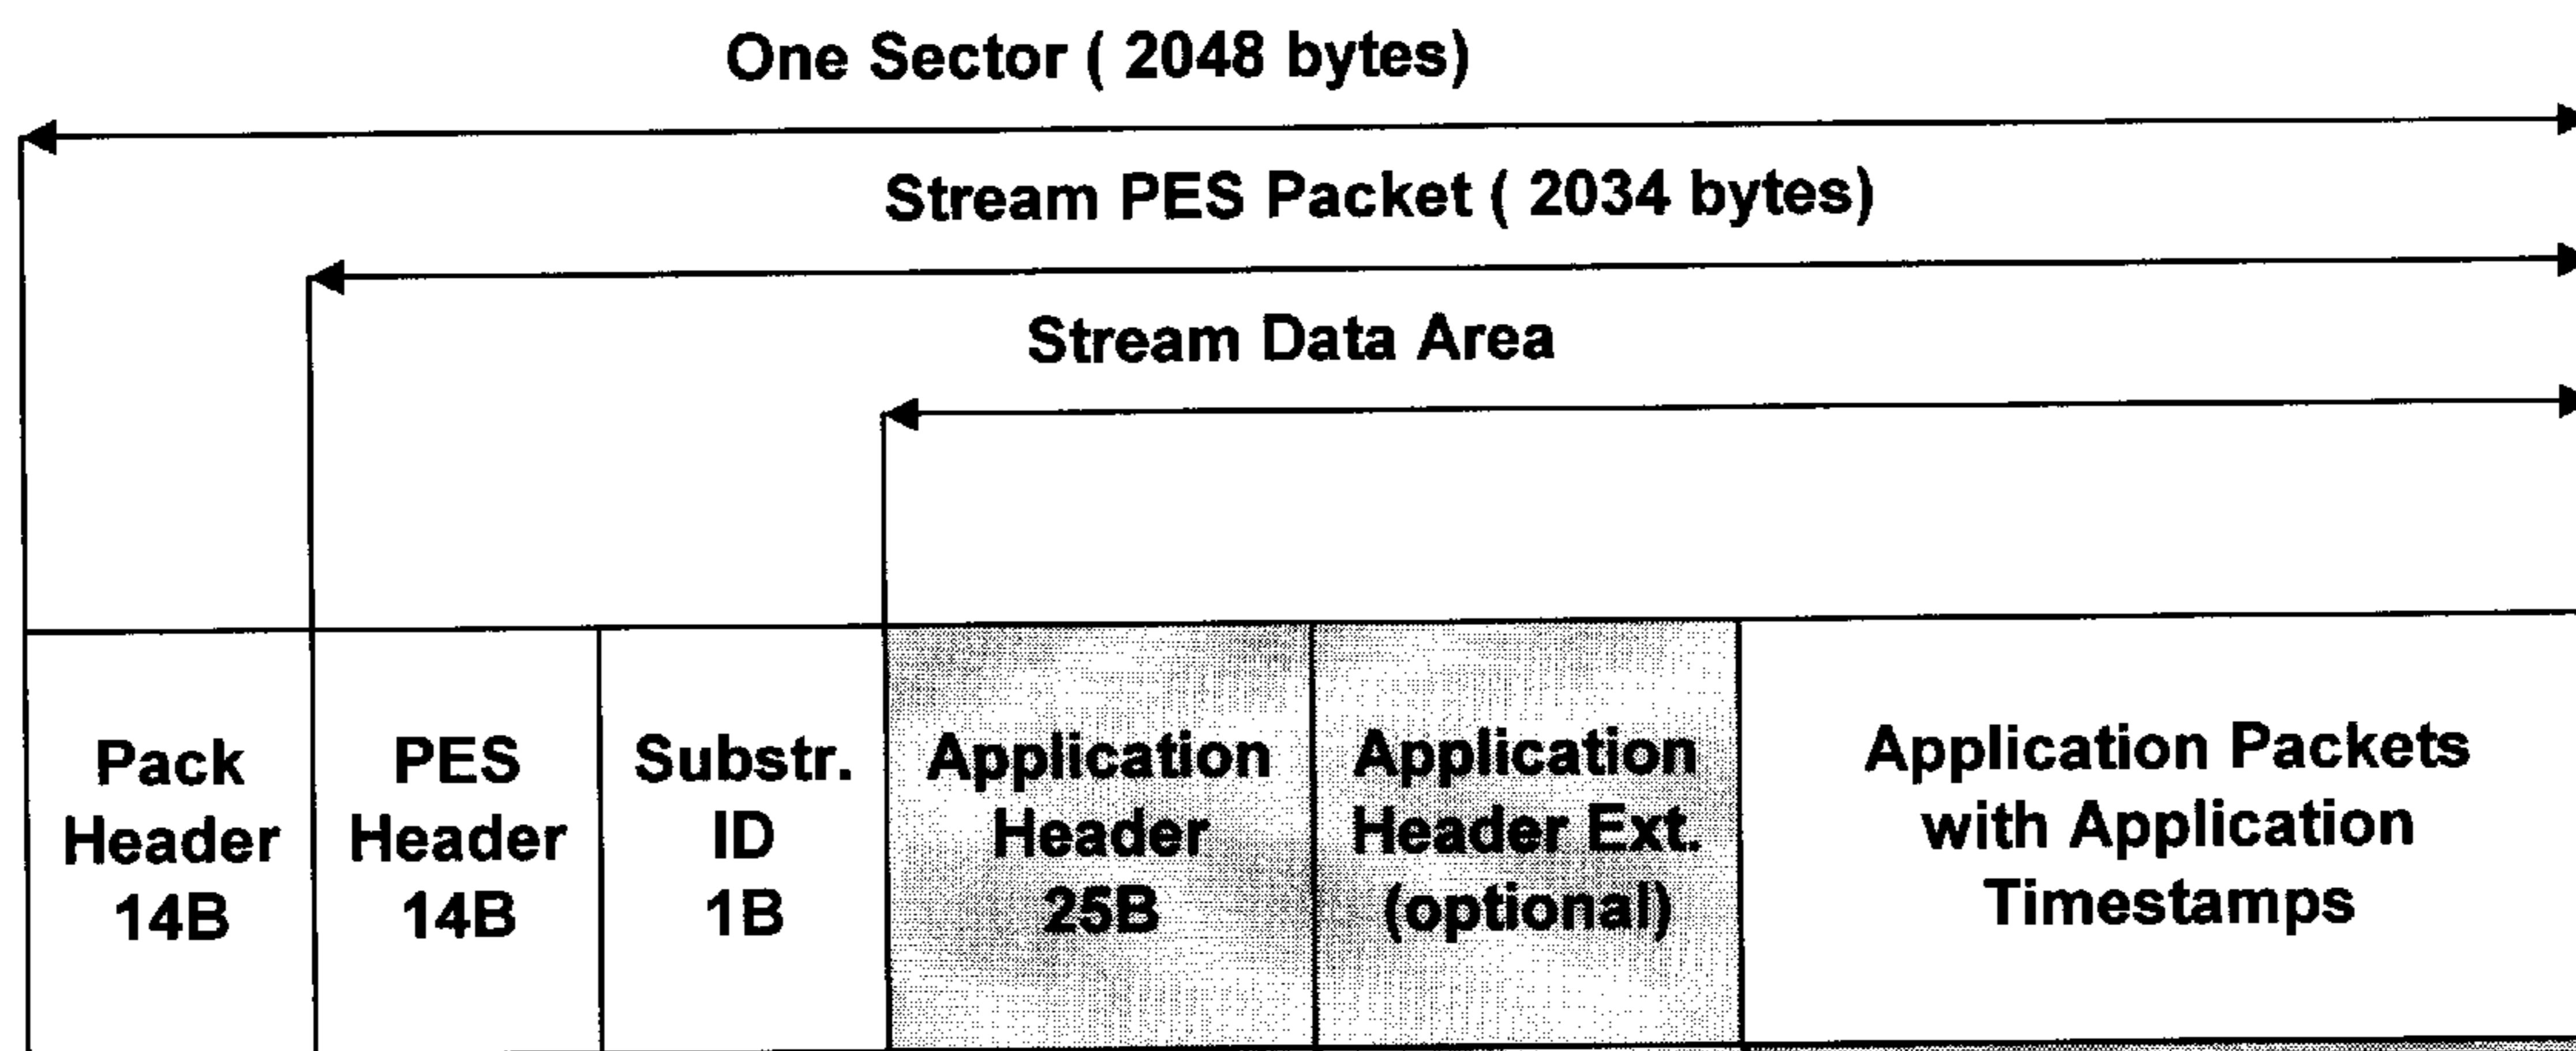 One Sector ( 2048 bytes)
Stream PES Packet ( 2034 bytes)
Stream Data Area
Pack
Header
14B
PES
Header
14B
Substr.
ID
1B
Application
Header
25B
Application
Header Ext.
(optional)
Application Packets
with Application
Timestamps